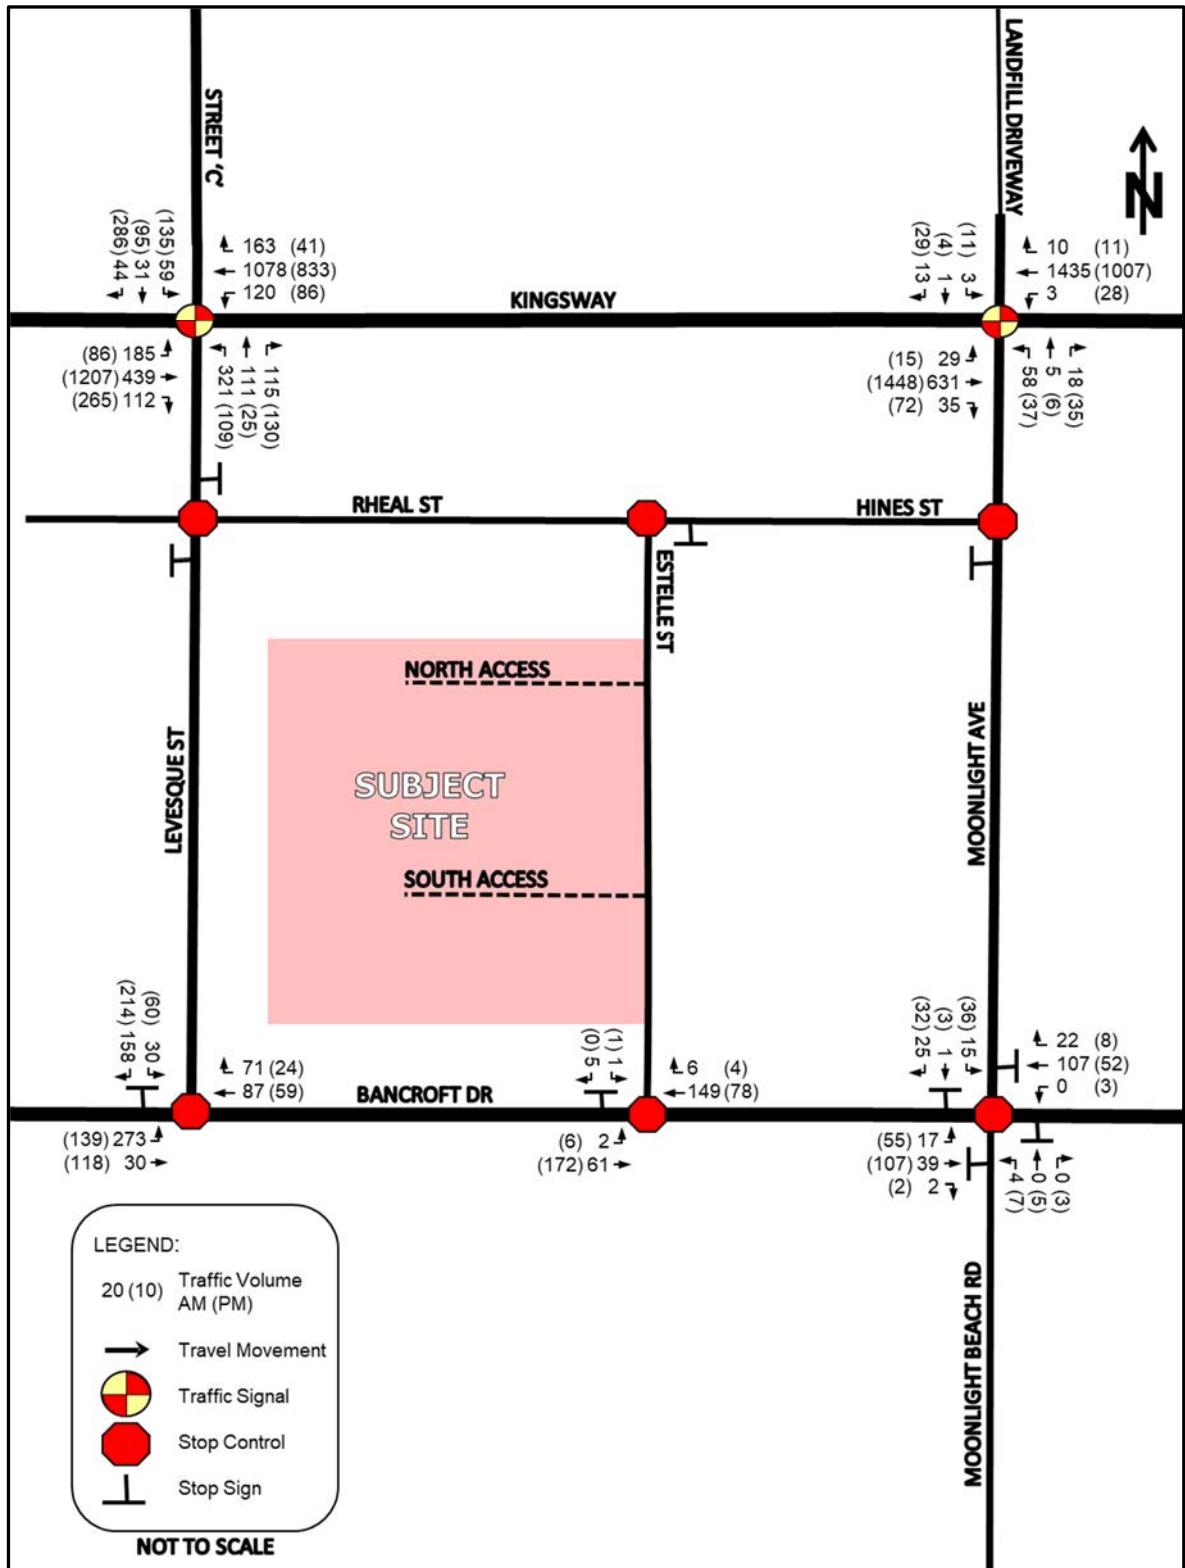 STREET 'C'
LANDFILL DRIVEWAY
N
(286) 44
(95) 31
(135) 59
163 (41)
1078 (833)
120 (86)
KINGSWAY
(29) 13
(4) 1
(11) 3
10 (11)
1435 (1007)
3 (28)
(86) 185
(1207) 439
(265) 112
321 (109)
111 (25)
115 (130)
(15) 29
(1448) 631
(72) 35
58 (37)
5 (6)
18 (35)
RHEAL ST
HINES ST
ESTELLE ST
NORTH ACCESS
LEVESQUE ST
SUBJECT
SITE
MOONLIGHT AVE
SOUTH ACCESS
(214) 158
(60) 30
71 (24)
87 (59)
BANCROFT DR
(0) 5
(1) 1
6 (4)
149 (78)
(32) 25
(3) 1
(36) 15
22 (8)
107 (52)
0 (3)
(139) 273
(118) 30
(6) 2
(172) 61
(55) 17
(107) 39
(2) 2
4 (7)
0 (5)
0 (3)
MOONLIGHT BEACH RD
LEGEND:
20 (10) Traffic Volume
AM (PM)
Travel Movement
Traffic Signal
Stop Control
Stop Sign
NOT TO SCALE